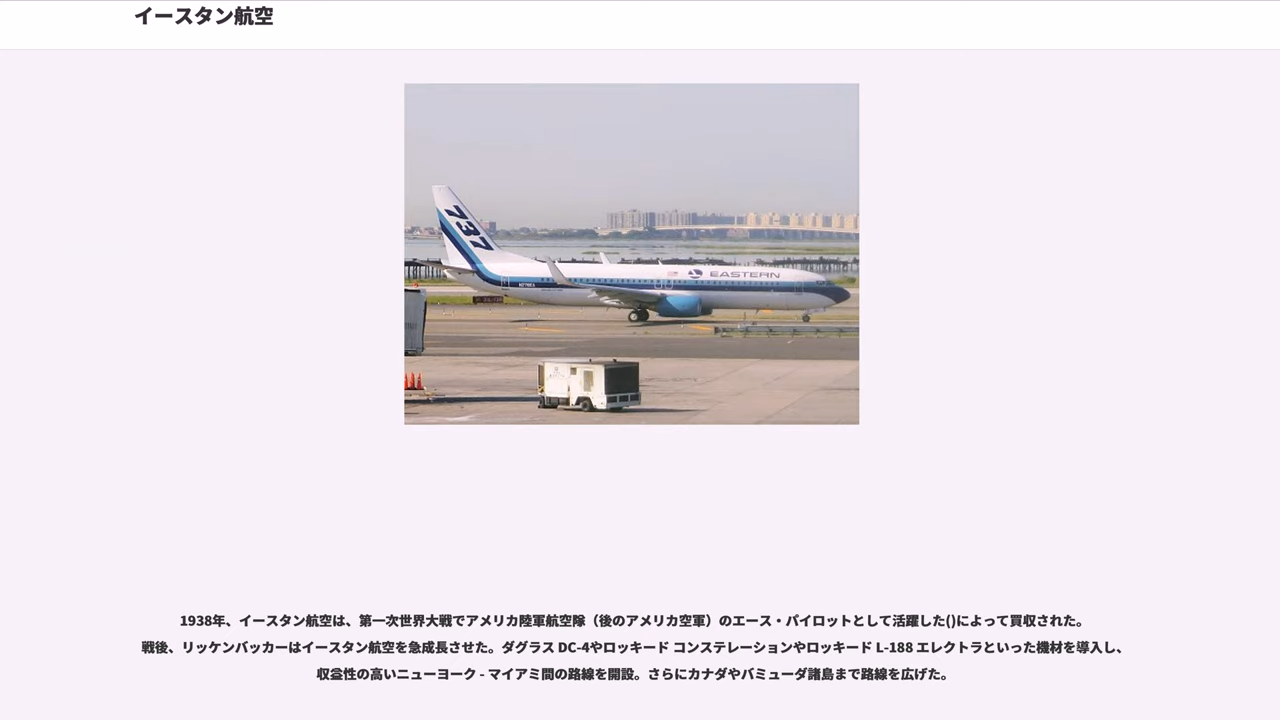 イースタン航空
737
EASTERN
1938年、イースタン航空は、第一次世界大戦でアメリカ陸軍航空隊（後のアメリカ空軍）のエース・パイロットとして活躍した()によって買収された。
戦後、リッケンバッカーはイースタン航空を急成長させた。ダグラス DC-4やロッキード コンステレーションやロッキード L-188 エレクトラといった機材を導入し、
収益性の高いニューヨーク - マイアミ間の路線を開設。さらにカナダやバミューダ諸島まで路線を広げた。